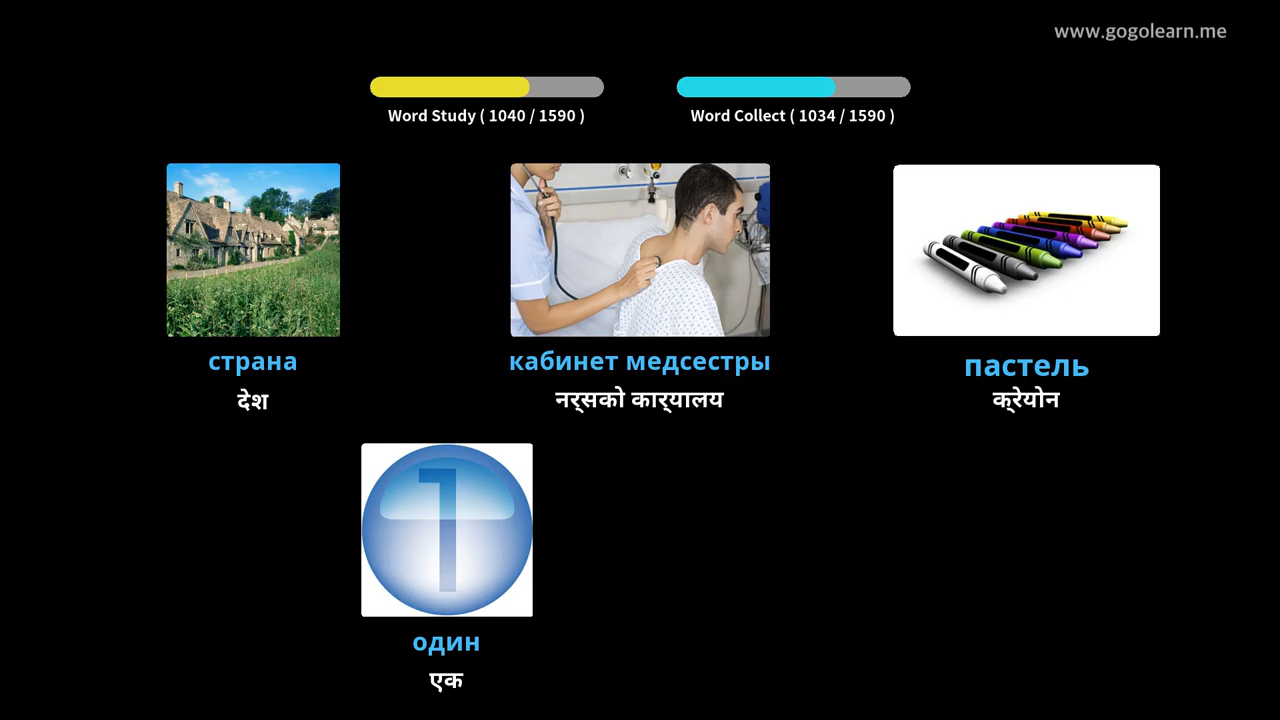 www.gogolearn.me
Word Study ( 1040 / 1590 )
Word Collect ( 1034 / 1590 )
страна
देश
кабинет медсестры
नर्सको कार्यालय
пастель
क्रेयोन
1
один
एक